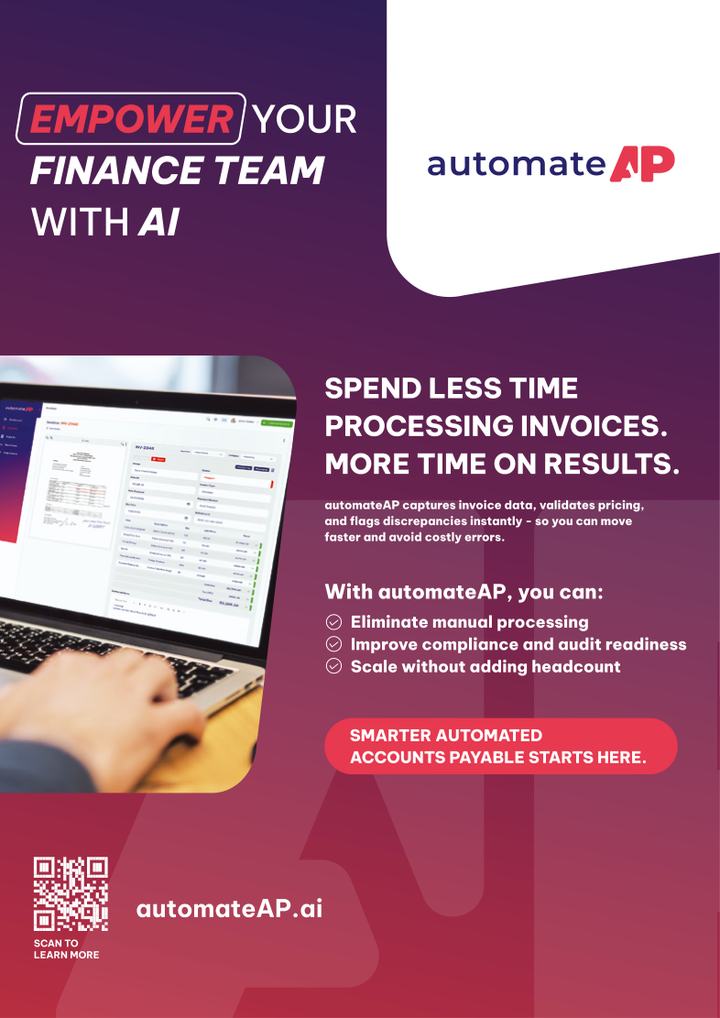 EMPOWER YOUR
FINANCE TEAM
WITH AI
automateAP
SPEND LESS TIME
PROCESSING INVOICES.
MORE TIME ON RESULTS.
automateAP captures invoice data, validates pricing,
and flags discrepancies instantly - so you can move
faster and avoid costly errors.
With automateAP, you can:
Eliminate manual processing
Improve compliance and audit readiness
Scale without adding headcount
SMARTER AUTOMATED
ACCOUNTS PAYABLE STARTS HERE.
automateAP.ai
SCAN TO
LEARN MORE